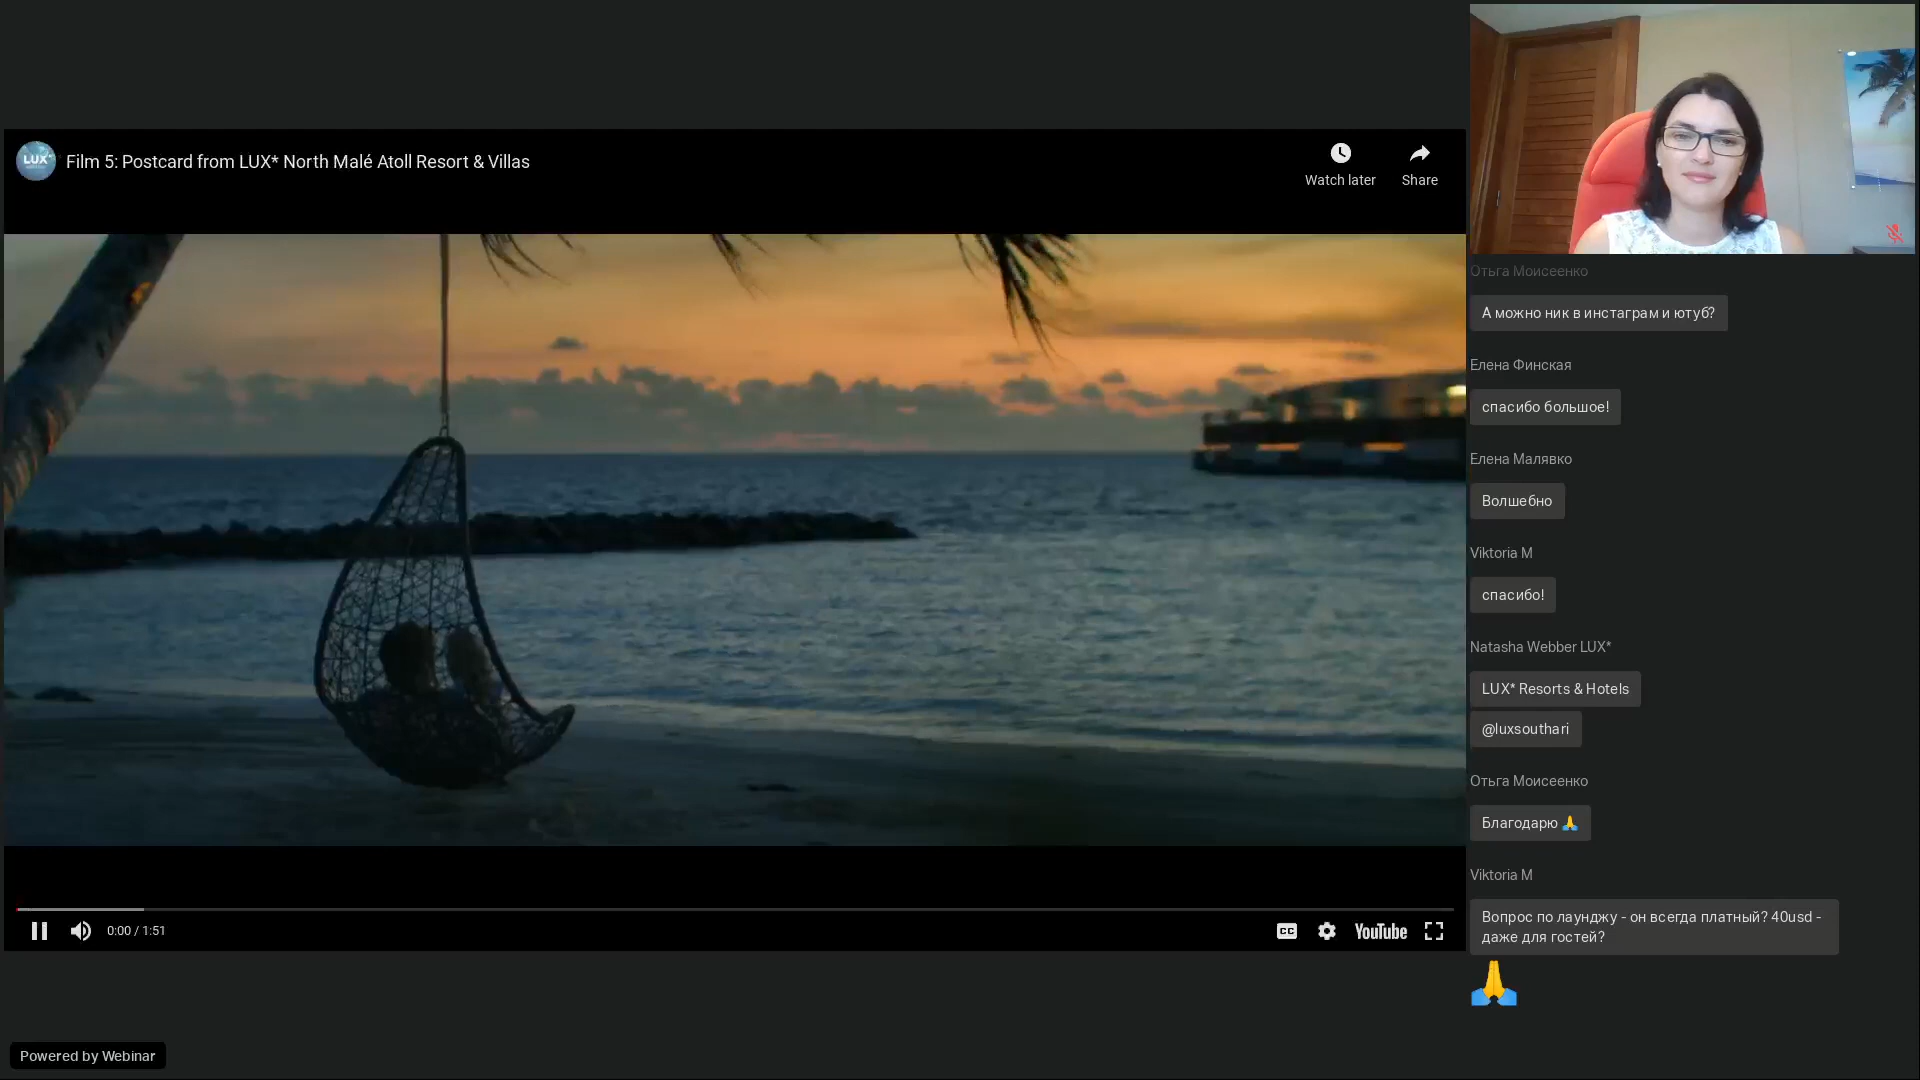 LUX*
Film 5: Postcard from LUX* North Malé Atoll Resort & Villas
Watch later
Share
0:00 / 1:51
CC
YouTube
Powered by Webinar
Ольга Моисеенко
А можно ник в инстаграм и ютуб?
Елена Финская
спасибо большое!
Елена Малявко
Волшебно
Viktoria M
спасибо!
Natasha Webber LUX*
LUX* Resorts & Hotels
@luxsouthari
Ольга Моисеенко
Благодарю 🙏
Viktoria M
Вопрос по лаунджу - он всегда платный? 40usd -
даже для гостей?
🙏